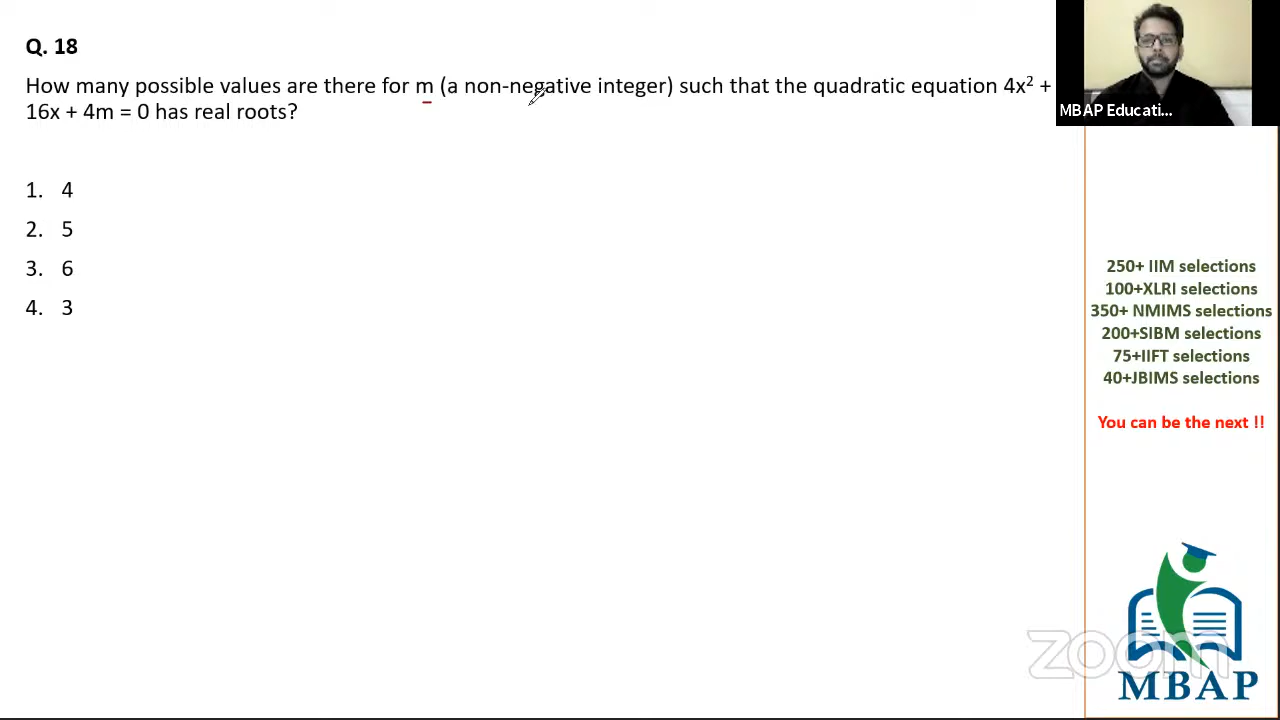 Q. 18
How many possible values are there for m (a non-negative integer) such that the quadratic equation 4x² +
16x + 4m = 0 has real roots?
MBAP Educati...
1. 4
2. 5
3. 6
4. 3
250+ IIM selections
100+XLRI selections
350+ NMIMS selections
200+SIBM selections
75+IIFT selections
40+JBIMS selections
You can be the next !!
zoom
MBAP